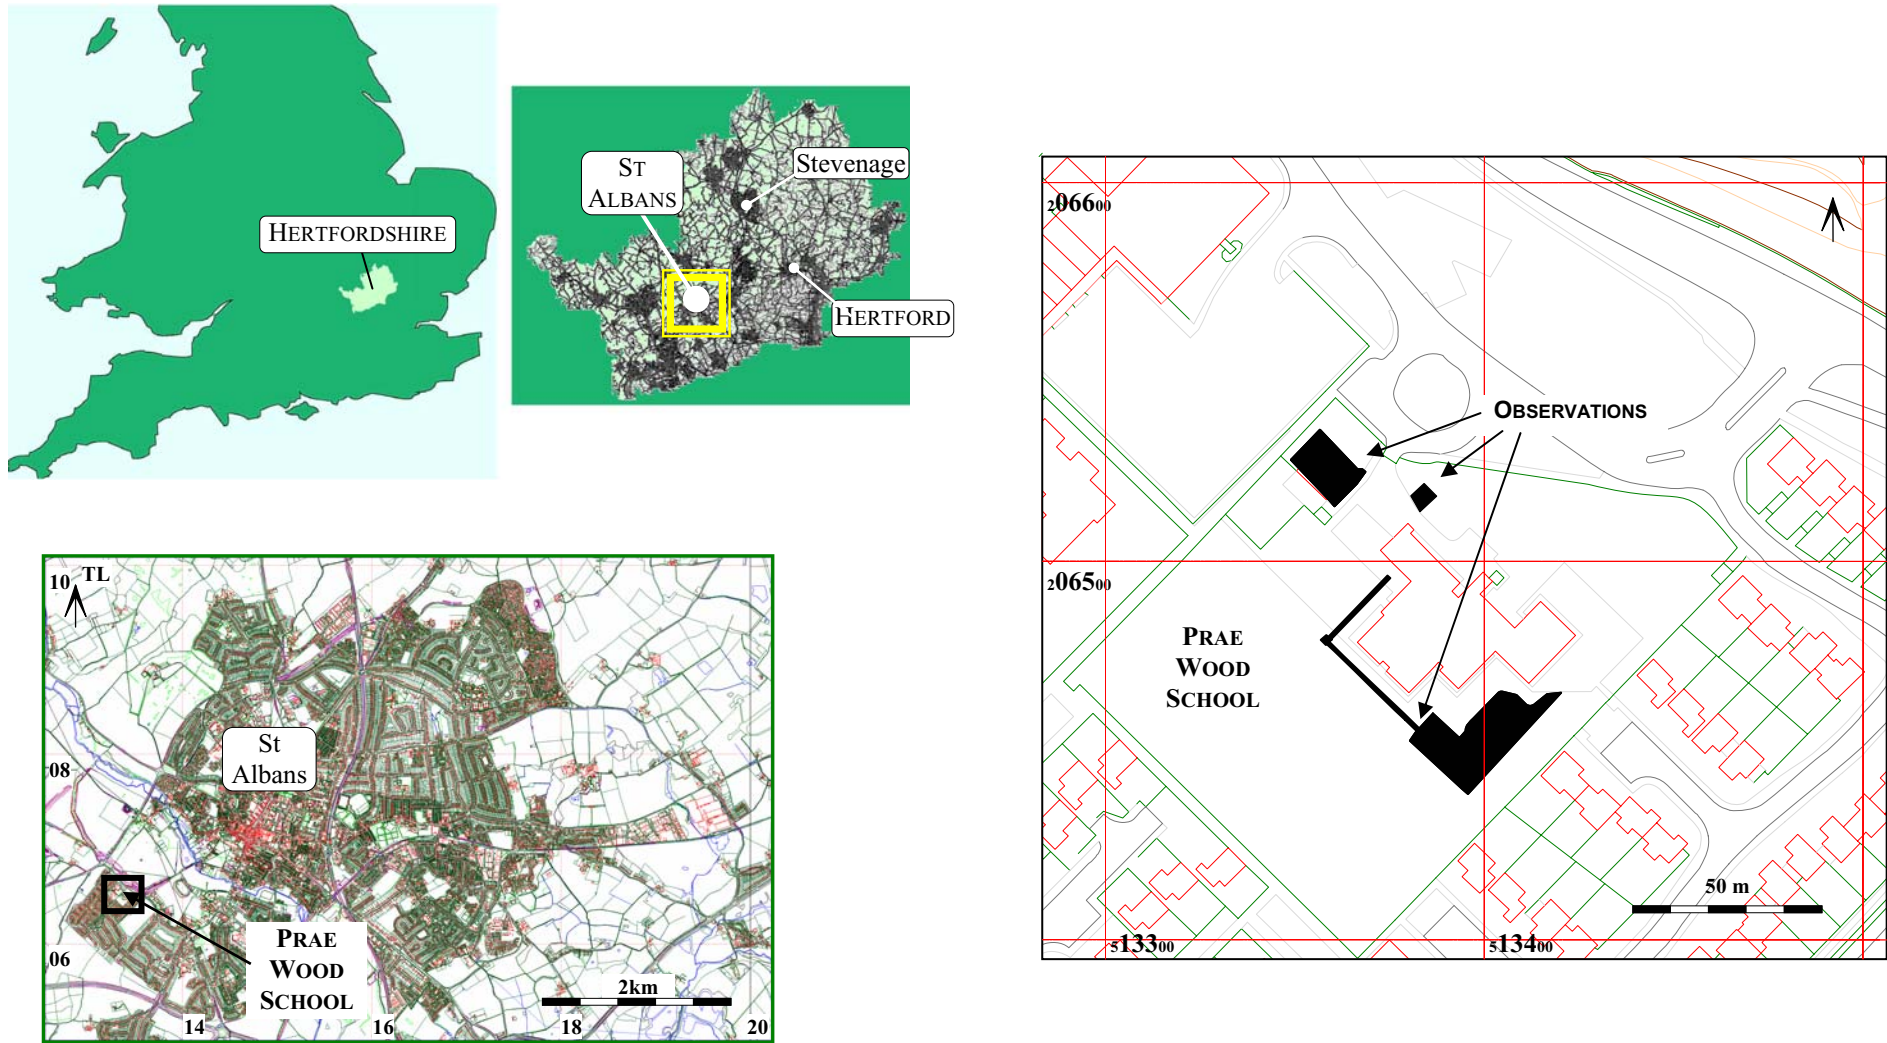 HERTFORDSHIRE
ST
ALBANS
Stevenage
HERTFORD
10 TL
08
06
St
Albans
PRAE
WOOD
SCHOOL
2km
14 16 18 20
206600
OBSERVATIONS
206500
PRAE
WOOD
SCHOOL
50 m
513300
513400